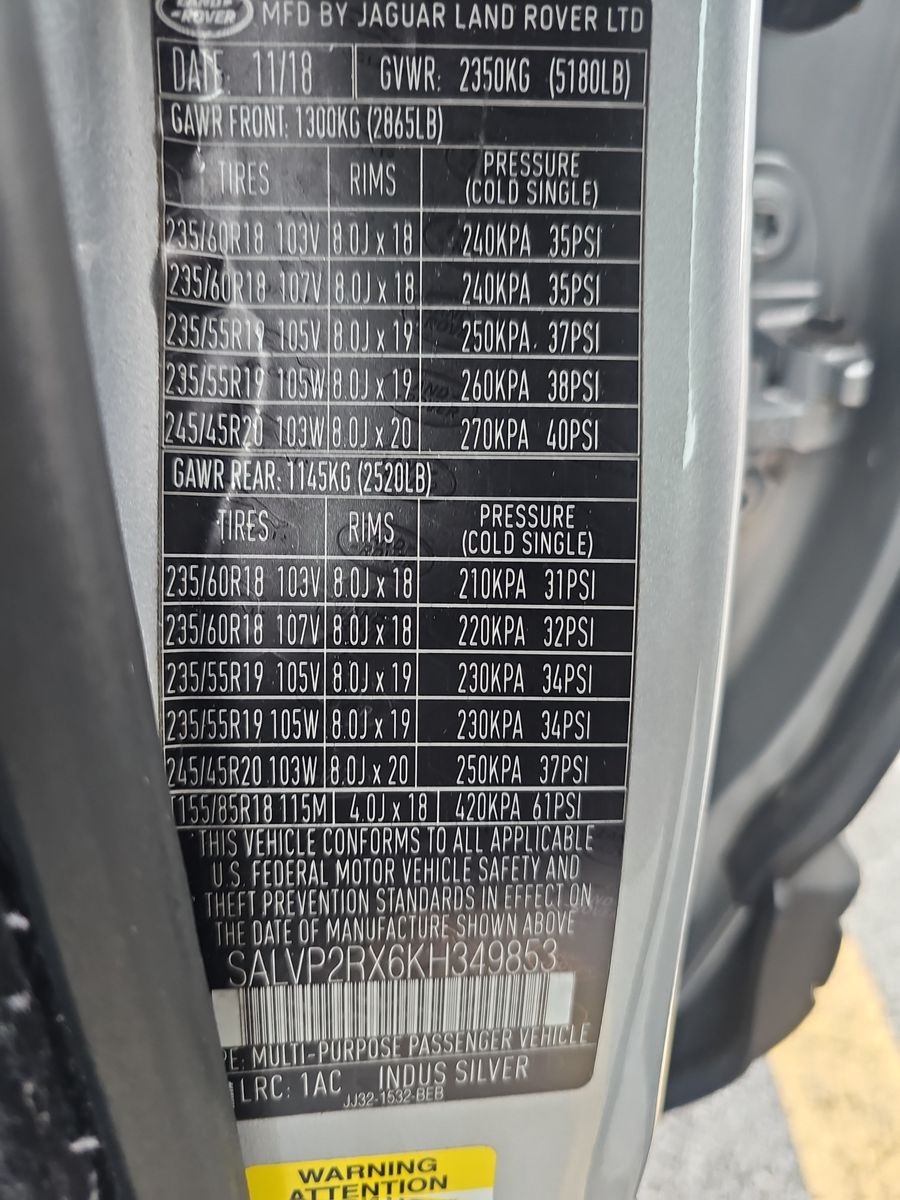 LAND-
-ROVER MFD BY JAGUAR LAND ROVER LTD
DATE 11/18 GVWR: 2350KG (5180LB)
GAWR FRONT: 1300KG (2865LB)
TIRES RIMS PRESSURE
(COLD SINGLE)
235/60R18 103V 8.0J x 18 240KPA 35PSI
235/60R18 107V 8.0J x 18 240KPA 35PSI
235/55R19 105V 8.0J x 19 250KPA 37PSI
235/55R19 105W 8.0J x 19 260KPA 38PSI
245/45R20 103W 8.0J x 20 270KPA 40PSI
GAWR REAR: 1145KG (2520LB)
TIRES RIMS PRESSURE
(COLD SINGLE)
235/60R18 103V 8.0J x 18 210KPA 31PSI
235/60R18 107V 8.0J x 18 220KPA 32PSI
235/55R19 105V 8.0J x 19 230KPA 34PSI
235/55R19 105W 8.0J x 19 230KPA 34PSI
245/45R20 103W 8.0J x 20 250KPA 37PSI
T155/85R18 115M 4.0J x 18 420KPA 61PSI
THIS VEHICLE CONFORMS TO ALL APPLICABLE
U.S. FEDERAL MOTOR VEHICLE SAFETY AND
THEFT PREVENTION STANDARDS IN EFFECT ON
THE DATE OF MANUFACTURE SHOWN ABOVE
SALVP2RX6KH349853
PE: MULTI-PURPOSE PASSENGER VEHICLE
LRC: 1AC INDUS SILVER
JJ32-1532-BEB
WARNING
ATTENTION